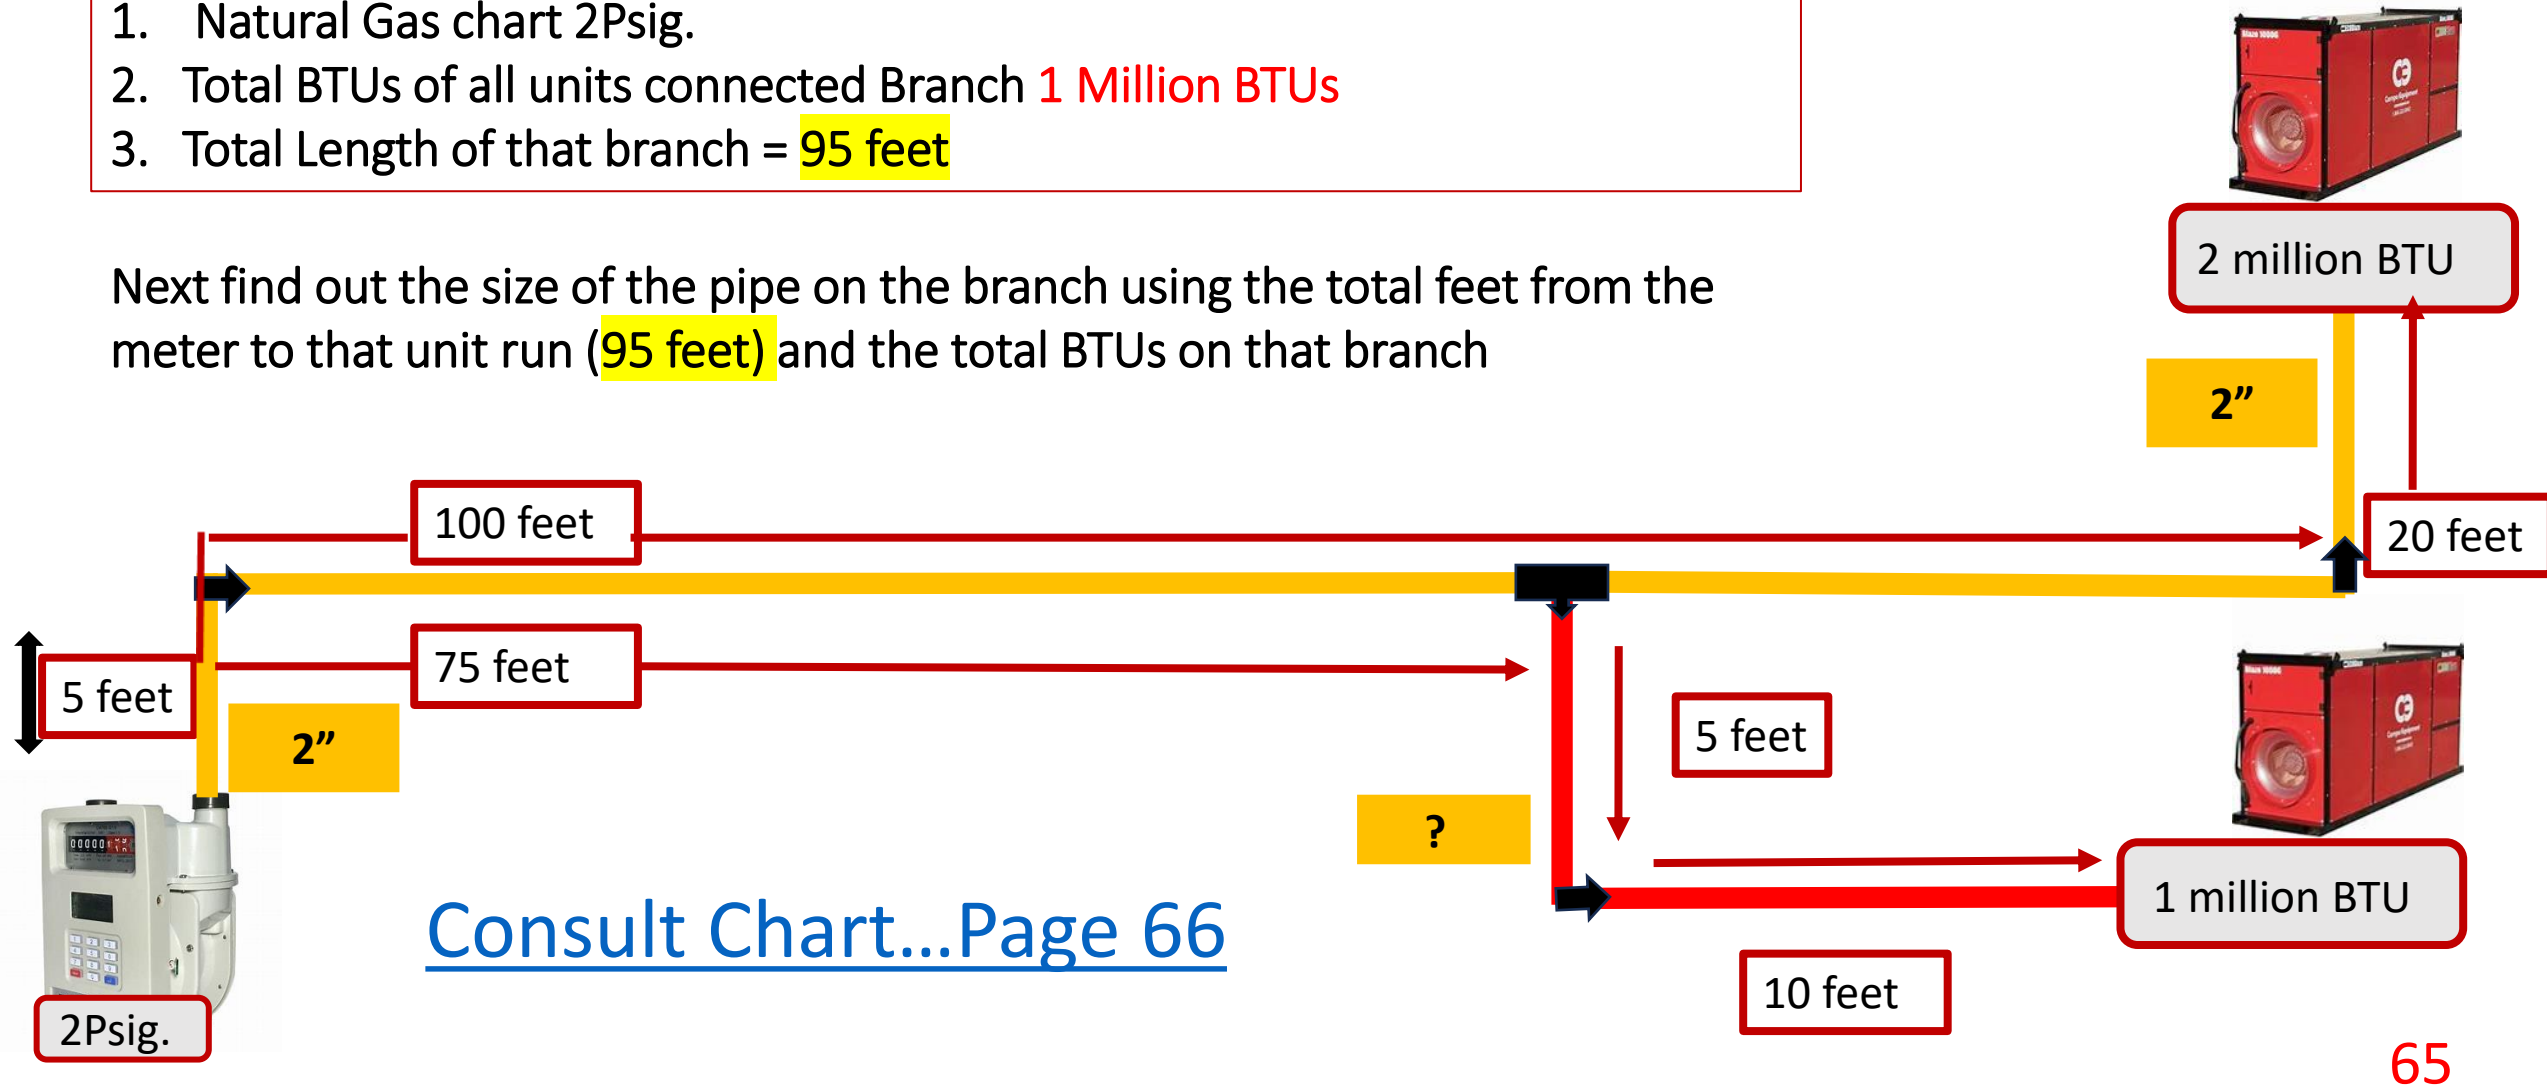 1. Natural Gas chart 2Psig.
2. Total BTUs of all units connected Branch 1 Million BTUs
3. Total Length of that branch = 95 feet
Next find out the size of the pipe on the branch using the total feet from the
meter to that unit run (95 feet) and the total BTUs on that branch
2 million BTU
2”
100 feet
20 feet
75 feet
5 feet
2”
5 feet
?
1 million BTU
Consult Chart...Page 66
10 feet
2Psig.
65